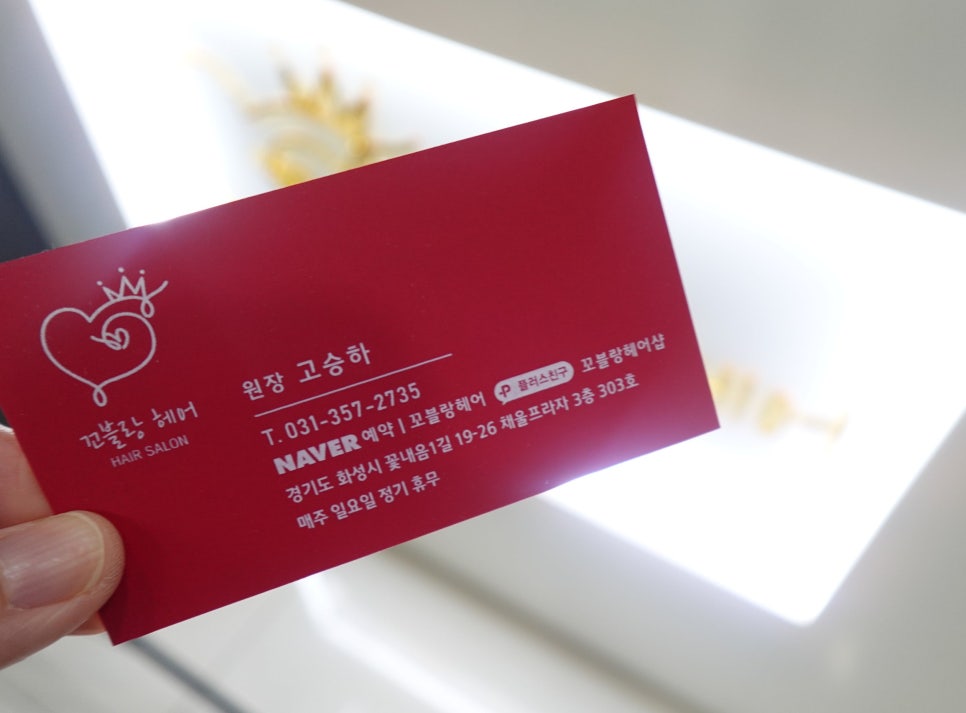 꼬블랑 헤어
HAIR SALON
원장 고승하
T. 031-357-2735
NAVER 예약 | 꼬블랑헤어 플러스친구 꼬블랑헤어샵
경기도 화성시 꽃내음1길 19-26 채울프라자 3층 303호
매주 일요일 정기 휴무